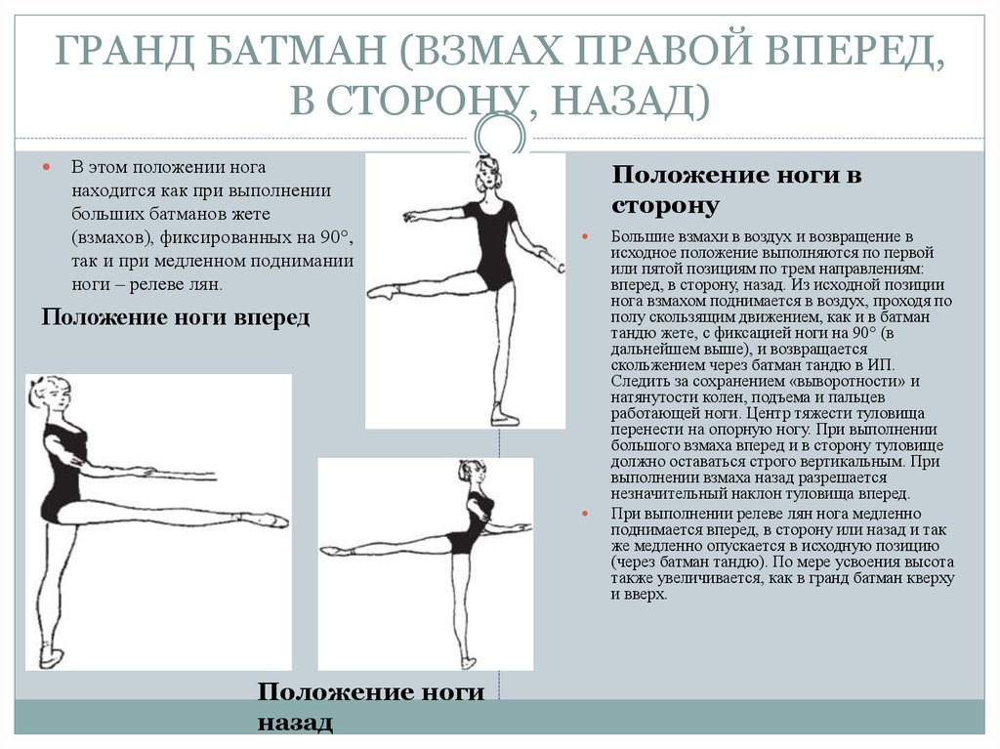 ГРАНД БАТМАН (ВЗМАХ ПРАВОЙ ВПЕРЕД,
В СТОРОНУ, НАЗАД)
В этом положении нога
находится как при выполнении
больших батманов жете
(взмахов), фиксированных на 90°,
так и при медленном поднимании
ноги – релеве лян.
Положение ноги вперед
Положение ноги назад
Положение ноги в
сторону
Большие взмахи в воздух и возвращение в
исходное положение выполняются по первой
или пятой позициям по трем направлениям:
вперед, в сторону, назад. Из исходной позиции
нога взмахом поднимается в воздух, проходя по
полу скользящим движением, как и в батман
тандю жете, с фиксацией ноги на 90° (в
дальнейшем выше), и возвращается
скольжением через батман тандю в ИП.
Следить за сохранением «выворотности» и
натянутости колен, подъема и пальцев
работающей ноги. Центр тяжести туловища
перенести на опорную ногу. При выполнении
большого взмаха вперед и в сторону туловище
должно оставаться строго вертикальным. При
выполнении взмаха назад разрешается
незначительный наклон туловища вперед.
При выполнении релеве лян нога медленно
поднимается вперед, в сторону или назад и так
же медленно опускается в исходную позицию
(через батман тандю). По мере усвоения высота
также увеличивается, как в гранд батман кверху
и вверх.